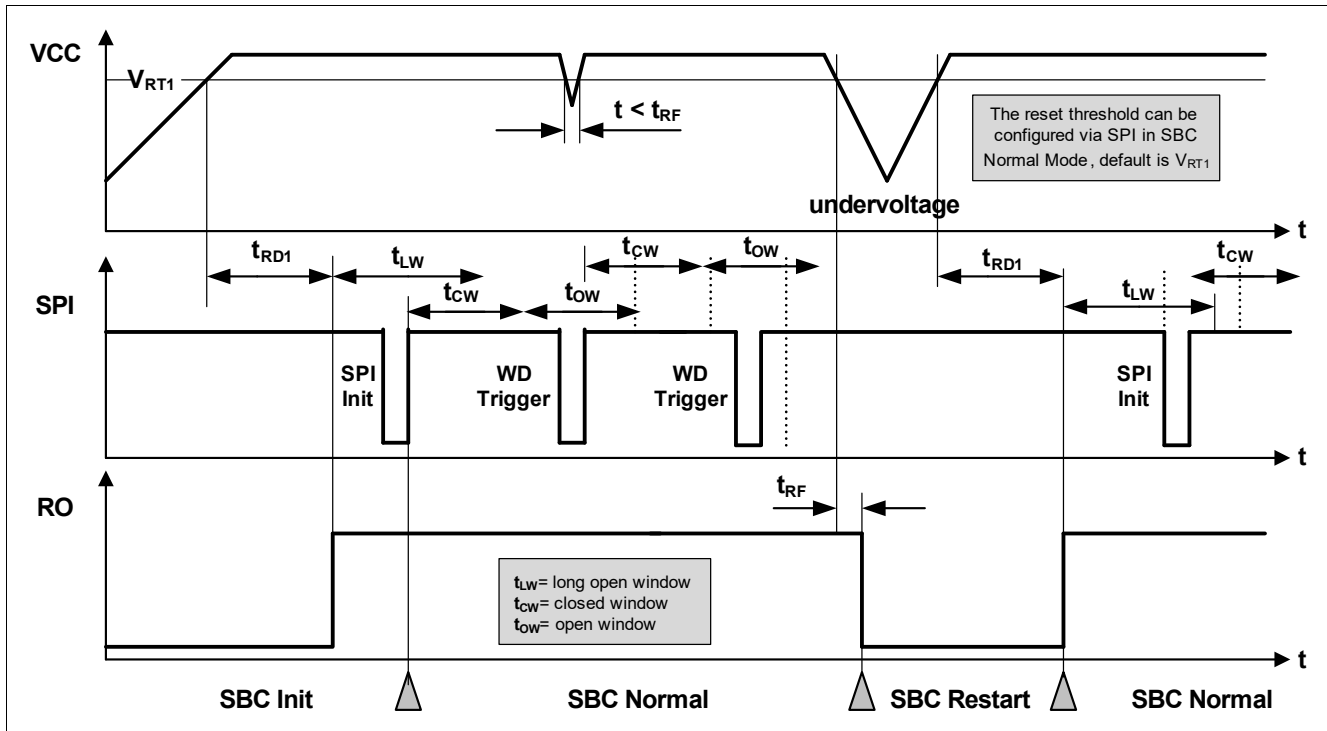 VCC
VRT1
t < tRF
The reset threshold can be
configured via SPI in SBC
Normal Mode, default is VRT1
undervoltage
t
tRD1
tLW
tCW
tOW
tCW
tOW
tRD1
tLW
tCW
SPI
SPI
Init
WD
Trigger
WD
Trigger
SPI
Init
t
RO
tRF
tLW= long open window
tCW= closed window
tOW= open window
t
SBC Init
SBC Normal
SBC Restart
SBC Normal